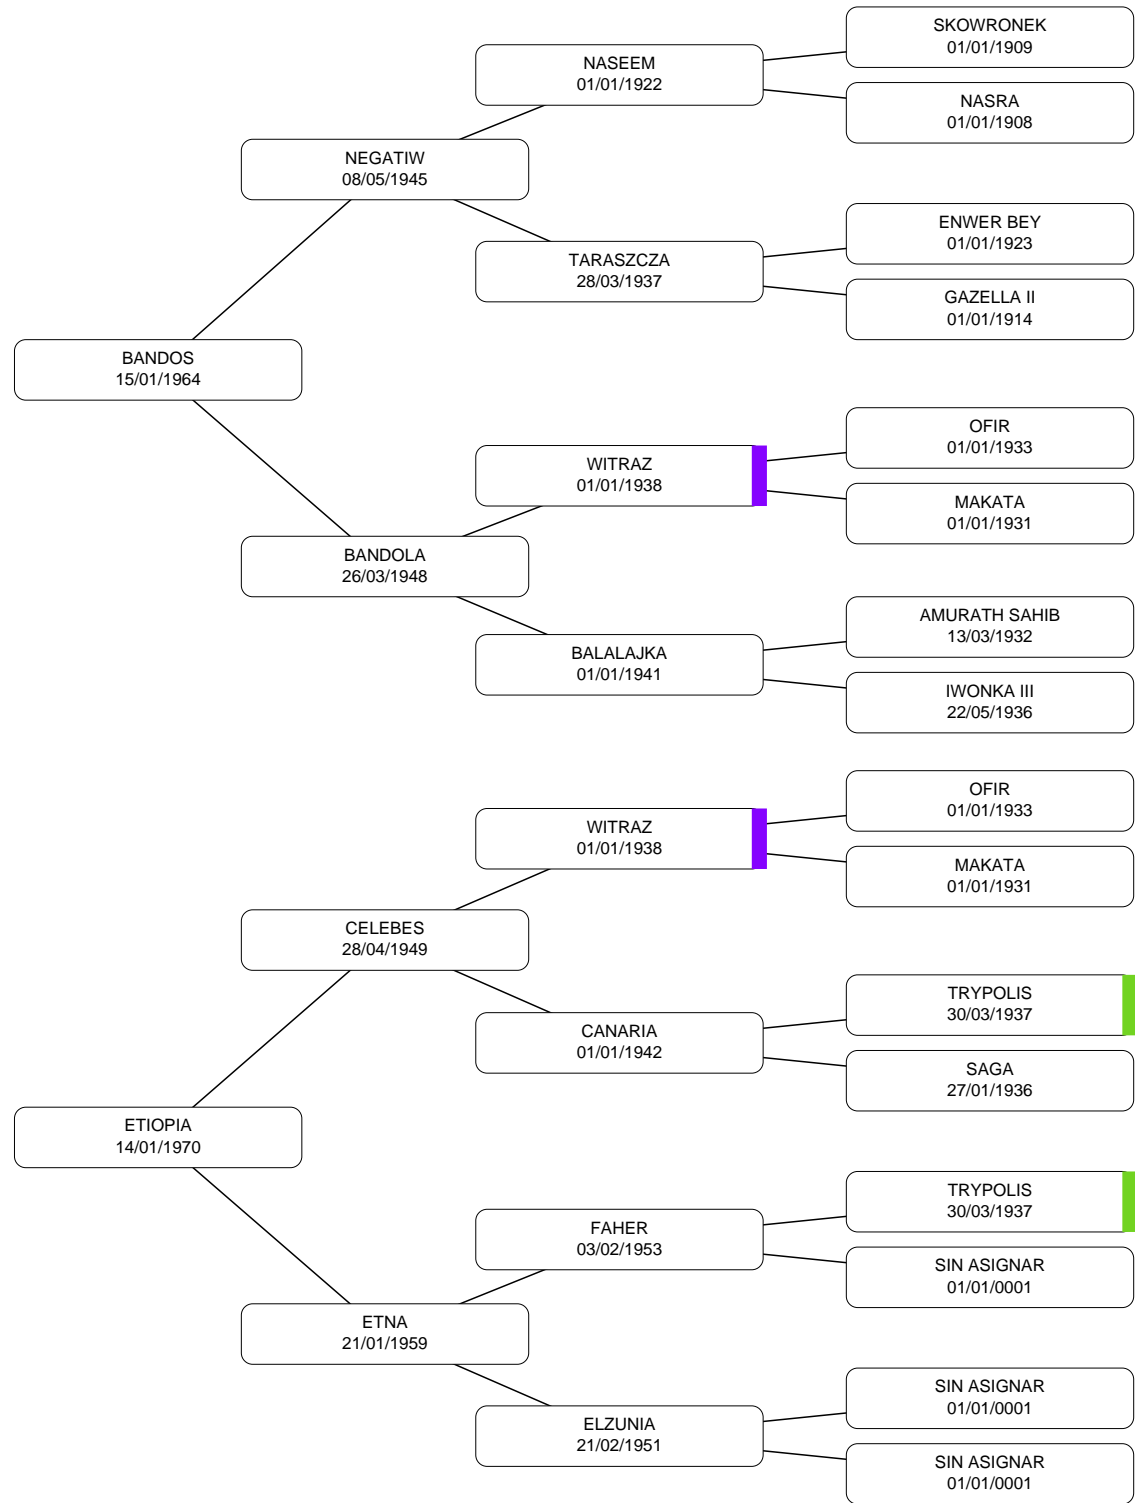 SKOWRONEK
01/01/1909
NASEEM
01/01/1922
NASRA
01/01/1908
NEGATIW
08/05/1945
ENWER BEY
01/01/1923
TARASZCZA
28/03/1937
GAZELLA II
01/01/1914
BANDOS
15/01/1964
OFIR
01/01/1933
WITRAZ
01/01/1938
MAKATA
01/01/1931
BANDOLA
26/03/1948
AMURATH SAHIB
13/03/1932
BALALAJKA
01/01/1941
IWONKA III
22/05/1936
OFIR
01/01/1933
WITRAZ
01/01/1938
MAKATA
01/01/1931
CELEBES
28/04/1949
TRYPOLIS
30/03/1937
CANARIA
01/01/1942
SAGA
27/01/1936
ETIOPIA
14/01/1970
TRYPOLIS
30/03/1937
FAHER
03/02/1953
SIN ASIGNAR
01/01/0001
ETNA
21/01/1959
SIN ASIGNAR
01/01/0001
ELZUNIA
21/02/1951
SIN ASIGNAR
01/01/0001